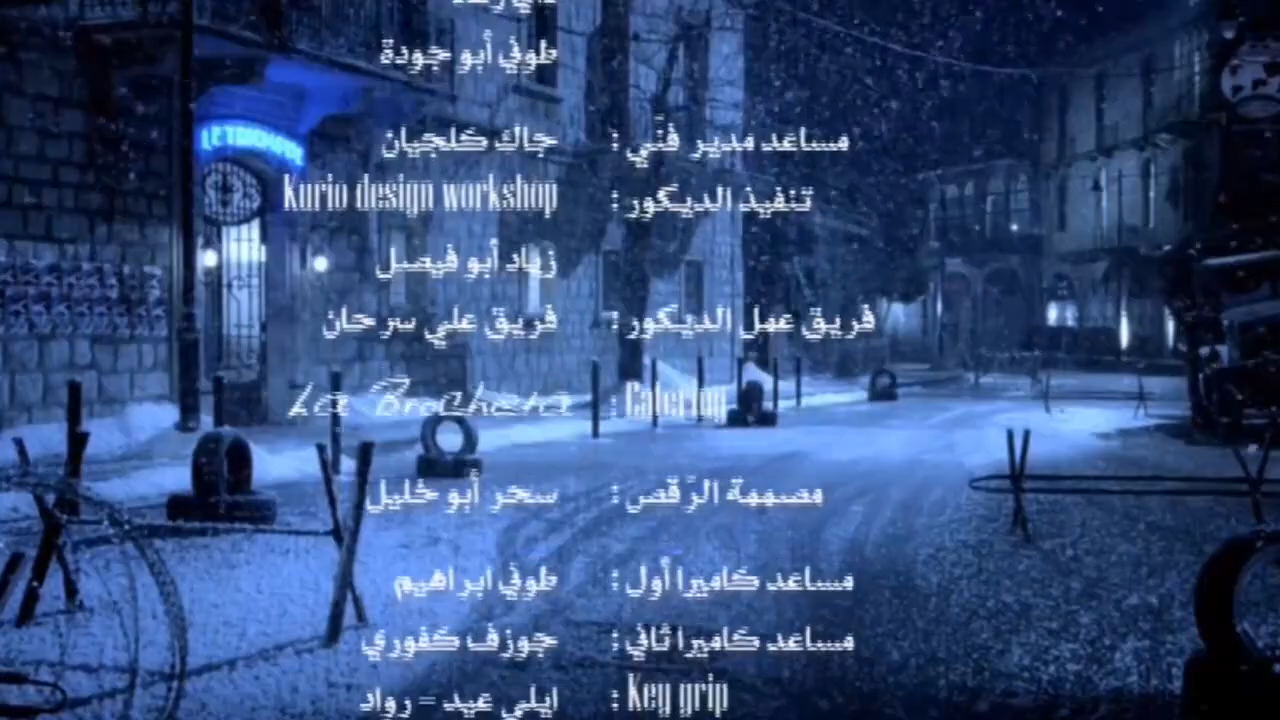 طوني أبو جودة
مساعد مدير فنّي : جاك كلجيان
تنفيذ الديكور : Kurio design workshop
زياد أبو فيصل
فريق عمل الديكور : فريق علي سرحان
Catering : La Brocheria
مصممة الرّقص : سحر أبو خليل
مساعد كاميرا أول : طوني ابراهيم
مساعد كاميرا ثاني : جوزف كفوري
Key grip : ايلي عيد = رواد